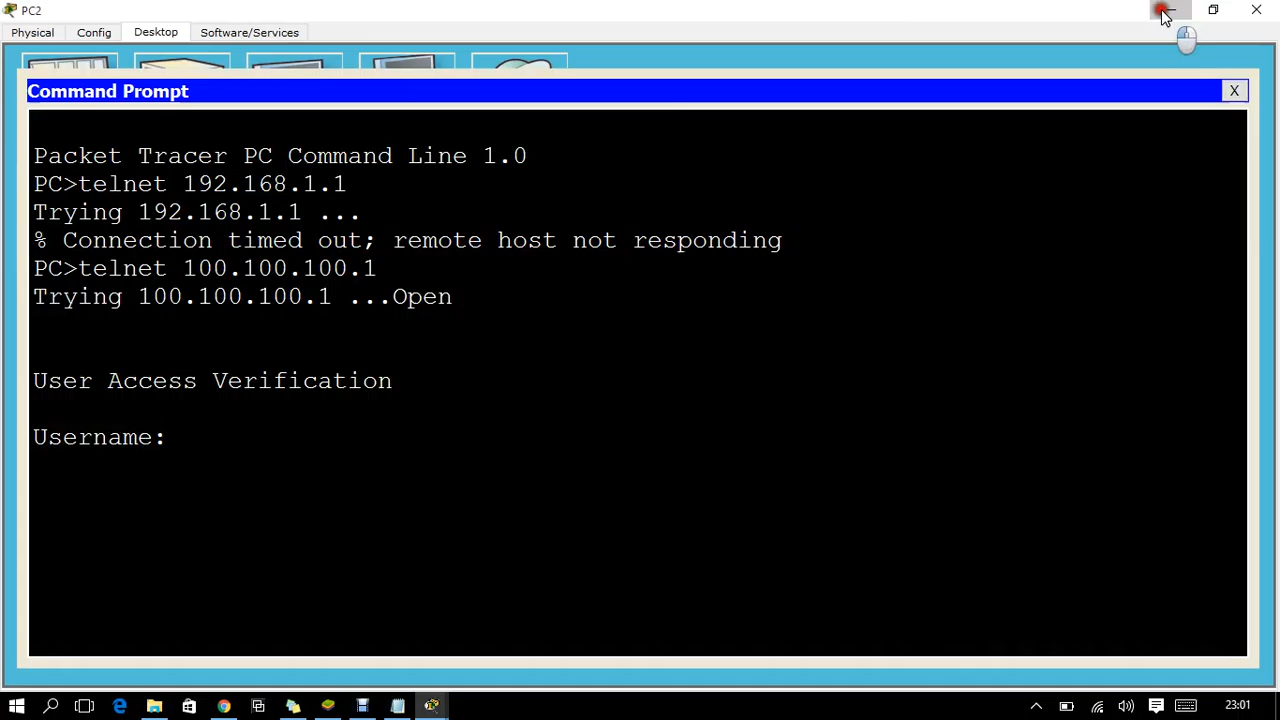 PC2
Physical Config Desktop Software/Services
Command Prompt X
Packet Tracer PC Command Line 1.0
PC>telnet 192.168.1.1
Trying 192.168.1.1 ...
% Connection timed out; remote host not responding
PC>telnet 100.100.100.1
Trying 100.100.100.1 ...Open
User Access Verification
Username:
23:01